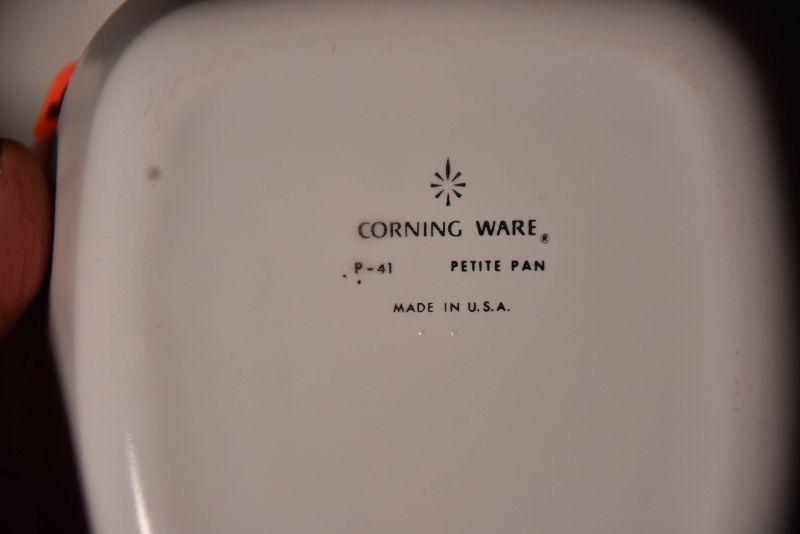 CORNING WARE®
P-41 PETITE PAN
MADE IN U.S.A.